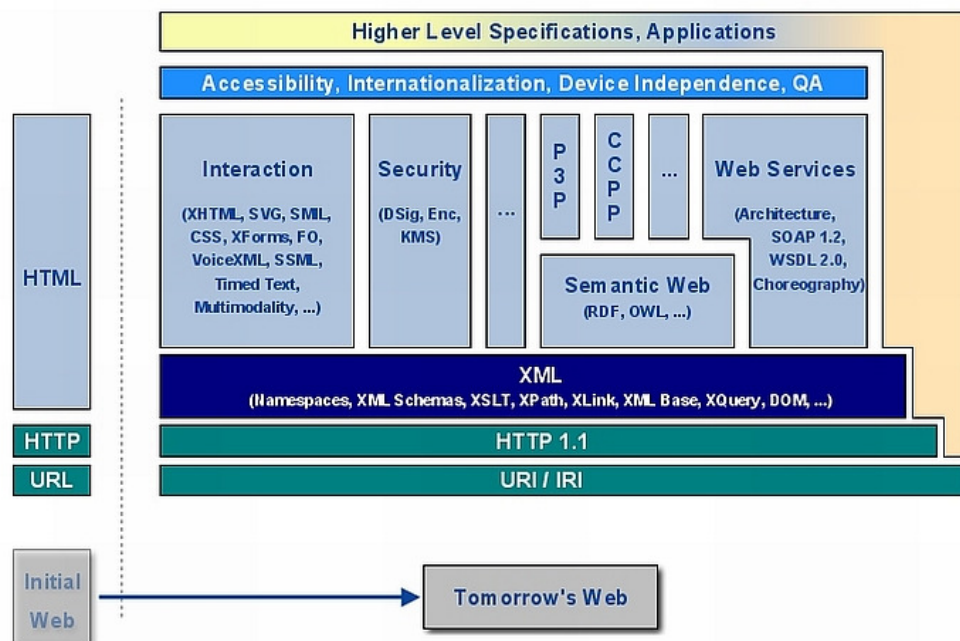 Higher Level Specifications, Applications
Accessibility, Internationalization, Device Independence, QA
HTML
Interaction
(XHTML, SVG, SMIL,
CSS, XForms, FO,
VoiceXML, SSML,
Timed Text,
Multimodality, ...)
Security
(DSig, Enc,
KMS)
...
P
3
P
C
C
P
P
...
Web Services
(Architecture,
SOAP 1.2,
WSDL 2.0,
Choreography)
Semantic Web
(RDF, OWL, ...)
XML
(Namespaces, XML Schemas, XSLT, XPath, XLink, XML Base, XQuery, DOM, ...)
HTTP
HTTP 1.1
URL
URI / IRI
Initial
Web
Tomorrow's Web